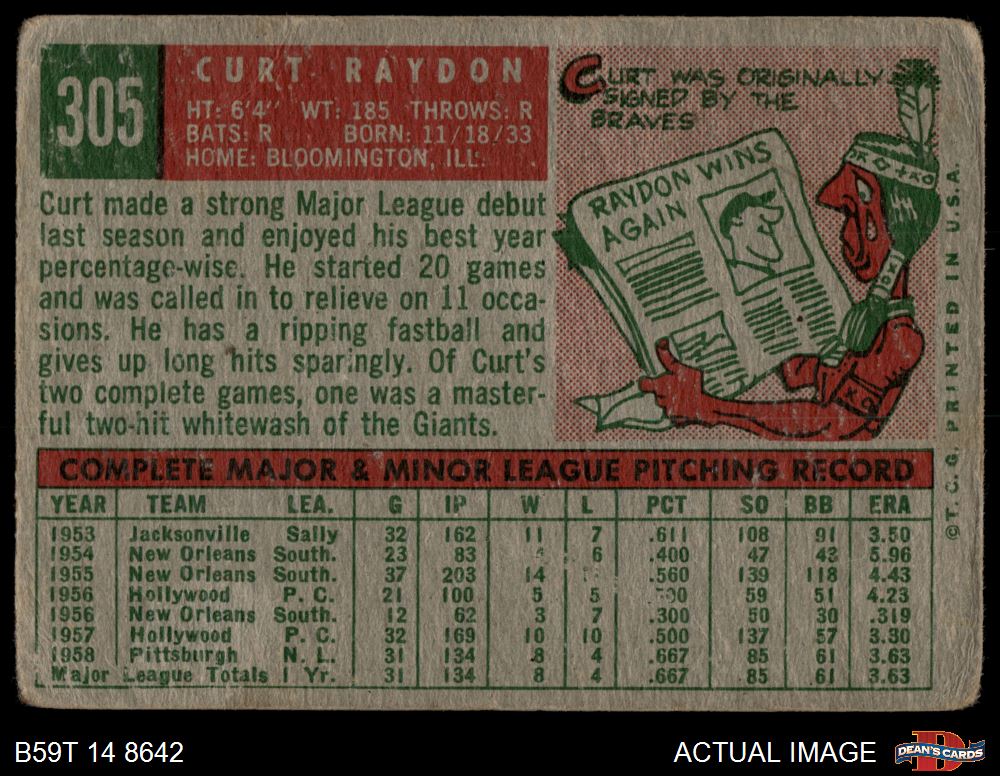 305
CURT RAYDON
HT: 6'4" WT: 185 THROWS: R
BATS: R BORN: 11/18/33
HOME: BLOOMINGTON, ILL.
CURT WAS ORIGINALLY
SIGNED BY THE
BRAVES
RAYDON WINS
AGAIN
Curt made a strong Major League debut
last season and enjoyed his best year
percentage-wise. He started 20 games
and was called in to relieve on 11 occa-
sions. He has a ripping fastball and
gives up long hits sparingly. Of Curt's
two complete games, one was a master-
ful two-hit whitewash of the Giants.
COMPLETE MAJOR & MINOR LEAGUE PITCHING RECORD
YEAR TEAM LEA. G IP W L PCT SO BB ERA
1953 Jacksonville Sally 32 162 11 7 .611 108 91 3.50
1954 New Orleans South. 23 83 4 6 .400 47 43 5.96
1955 New Orleans South. 37 203 14 .560 139 118 4.43
1956 Hollywood P. C. 21 100 5 5 59 51 4.23
1956 New Orleans South. 12 62 3 7 .300 50 30 .319
1957 Hollywood P. C. 32 169 10 10 .500 137 57 3.30
1958 Pittsburgh N. L. 31 134 8 4 .667 85 61 3.63
Major League Totals 1 Yr. 31 134 8 4 .667 85 61 3.63
©T.C.G. PRINTED IN U.S.A.
B59T 14 8642
ACTUAL IMAGE
DEAN'S CARDS